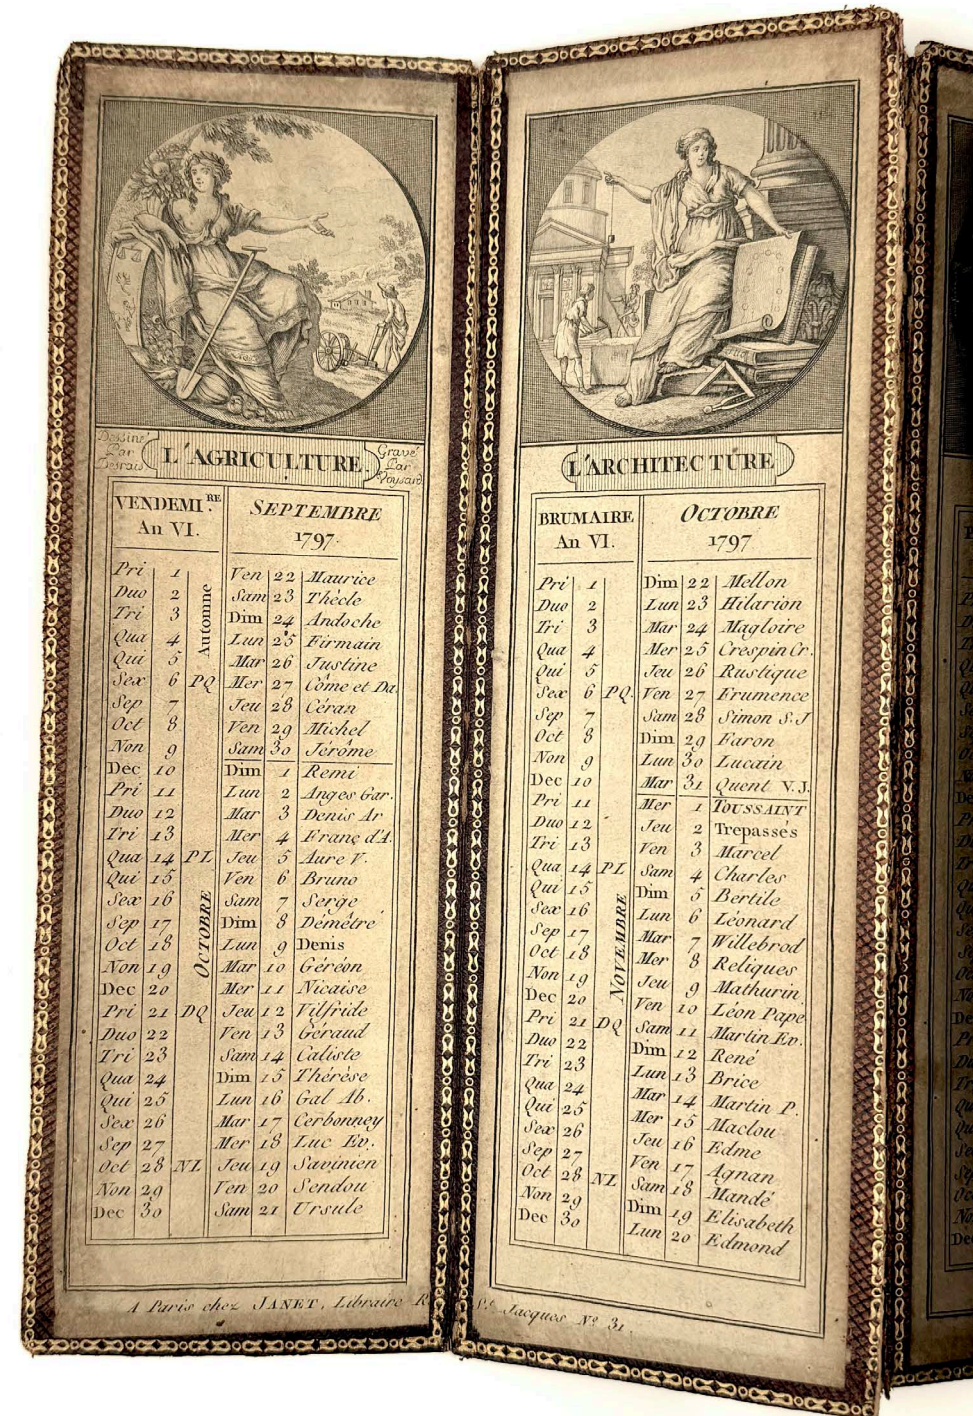 Dessiné
Par
Desrais
L'AGRICULTURE
Gravé
Par
Voysard
VENDEMI.RE
An VI.
SEPTEMBRE
1797.
Automne
OCTOBRE
Pri 1 Ven 22 Maurice
Duo 2 Sam 23 Thécle
Tri 3 Dim 24 Andoche
Qua 4 Lun 25 Firmain
Qui 5 Mar 26 Justine
Sex 6 PQ Mer 27 Côme et Da
Sep 7 Jeu 28 Céran
Oct 8 Ven 29 Michel
Non 9 Sam 30 Jérôme
Dec 10 Dim 1 Remi
Pri 11 Lun 2 Anges Gar.
Duo 12 Mar 3 Denis Ar
Tri 13 Mer 4 Franç d'A.
Qua 14 PL Jeu 5 Aure V.
Qui 15 Ven 6 Bruno
Sex 16 Sam 7 Serge
Sep 17 Dim 8 Démétre
Oct 18 Lun 9 Denis
Non 19 Mar 10 Géréon
Dec 20 Mer 11 Nicaise
Pri 21 DQ Jeu 12 Vilfride
Duo 22 Ven 13 Géraud
Tri 23 Sam 14 Caliste
Qua 24 Dim 15 Thérèse
Qui 25 Lun 16 Gal Ab.
Sex 26 Mar 17 Cerbonney
Sep 27 Mer 18 Luc Ev.
Oct 28 NL Jeu 19 Savinien
Non 29 Ven 20 Sendou
Dec 30 Sam 21 Ursule
L'ARCHITECTURE
BRUMAIRE
An VI.
OCTOBRE
1797
NOVEMBRE
Pri 1 Dim 22 Mellon
Duo 2 Lun 23 Hilarion
Tri 3 Mar 24 Magloire
Qua 4 Mer 25 Crespin Cr.
Qui 5 Jeu 26 Rustique
Sex 6 PQ. Ven 27 Frumence
Sep 7 Sam 28 Simon S.J
Oct 8 Dim 29 Faron
Non 9 Lun 30 Lucain
Dec 10 Mar 31 Quent V.J.
Pri 11 Mer 1 TOUSSAINT
Duo 12 Jeu 2 Trepassés
Tri 13 Ven 3 Marcel
Qua 14 PL Sam 4 Charles
Qui 15 Dim 5 Bertile
Sex 16 Lun 6 Léonard
Sep 17 Mar 7 Willebrod
Oct 18 Mer 8 Reliques
Non 19 Jeu 9 Mathurin
Dec 20 Ven 10 Léon Pape
Pri 21 DQ Sam 11 Martin Ev.
Duo 22 Dim 12 René
Tri 23 Lun 13 Brice
Qua 24 Mar 14 Martin P.
Qui 25 Mer 15 Maclou
Sex 26 Jeu 16 Edme
Sep 27 Ven 17 Agnan
Oct 28 NL Sam 18 Mandé
Non 29 Dim 19 Elisabeth
Dec 30 Lun 20 Edmond
A Paris chez JANET, Libraire R St Jacques No 31.